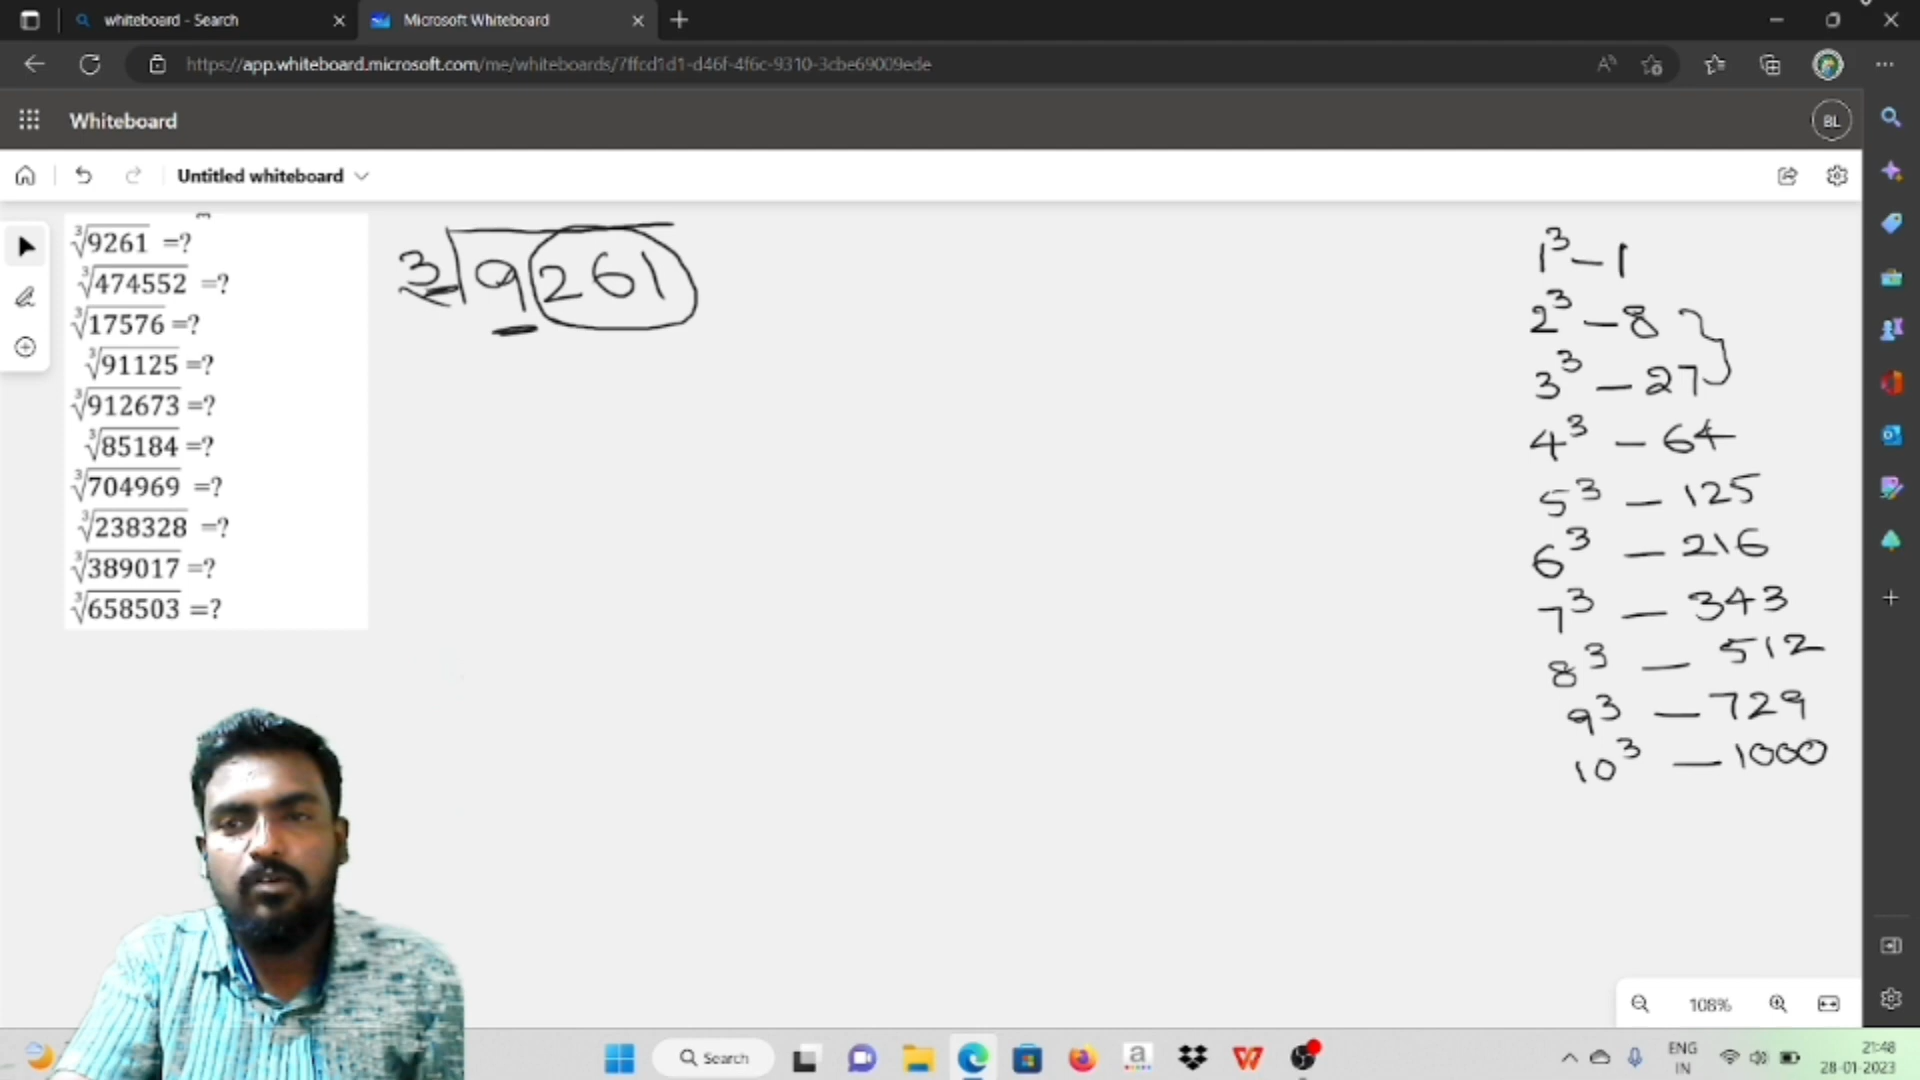 whiteboard - Search
Microsoft Whiteboard
https://app.whiteboard.microsoft.com/me/whiteboards/7ffcd1d1-d46f-4f6c-9310-3cbe69009ede
Whiteboard
BL
Untitled whiteboard
∛9261 =?
∛474552 =?
∛17576 =?
∛91125 =?
∛912673 =?
∛85184 =?
∛704969 =?
∛238328 =?
∛389017 =?
∛658503 =?
3√9261
1³ – 1
2³ – 8
3³ – 27
4³ – 64
5³ – 125
6³ – 216
7³ – 343
8³ – 512
9³ – 729
10³ – 1000
108%
Search
ENG
IN
21:48
28-01-2023